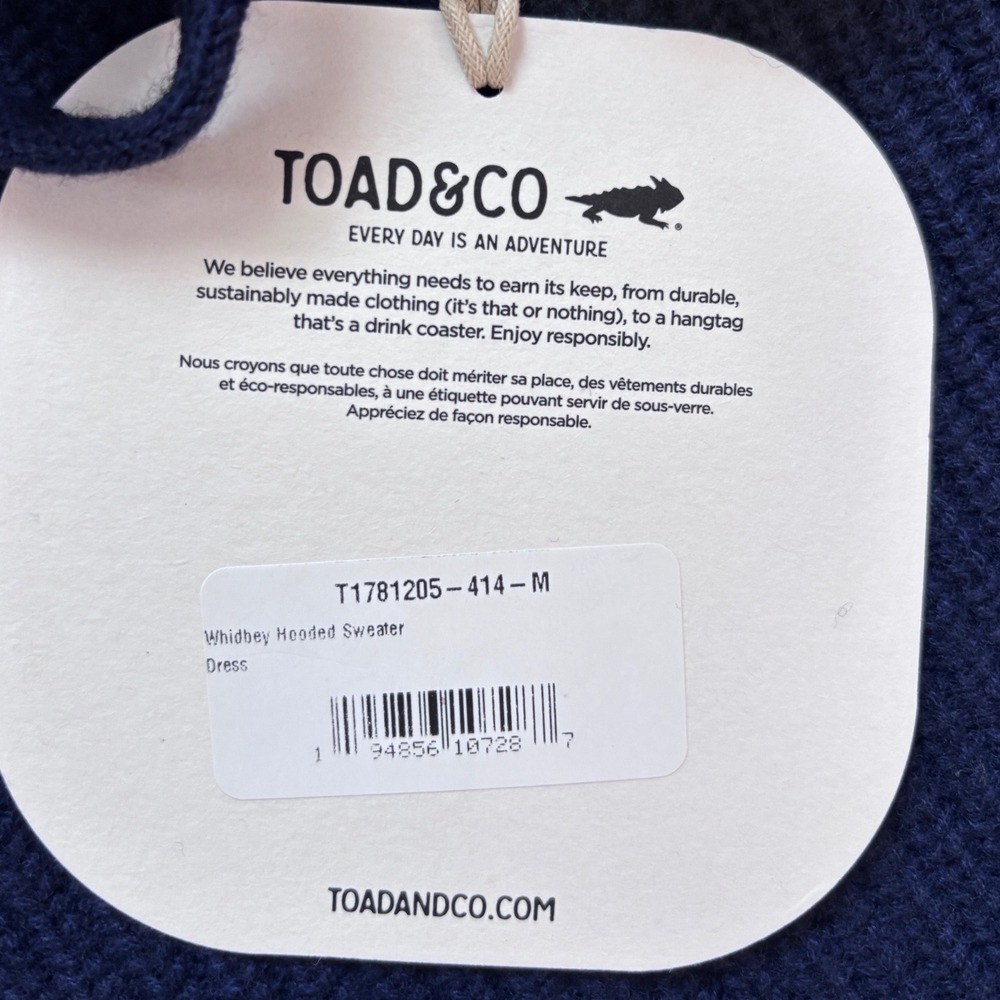 TOAD&CO
®
EVERY DAY IS AN ADVENTURE
We believe everything needs to earn its keep, from durable,
sustainably made clothing (it's that or nothing), to a hangtag
that's a drink coaster. Enjoy responsibly.
Nous croyons que toute chose doit mériter sa place, des vêtements durables
et éco-responsables, à une étiquette pouvant servir de sous-verre.
Appréciez de façon responsable.
T1781205-414-M
Whidbey Hooded Sweater
Dress
1 94856 10728 7
TOADANDCO.COM